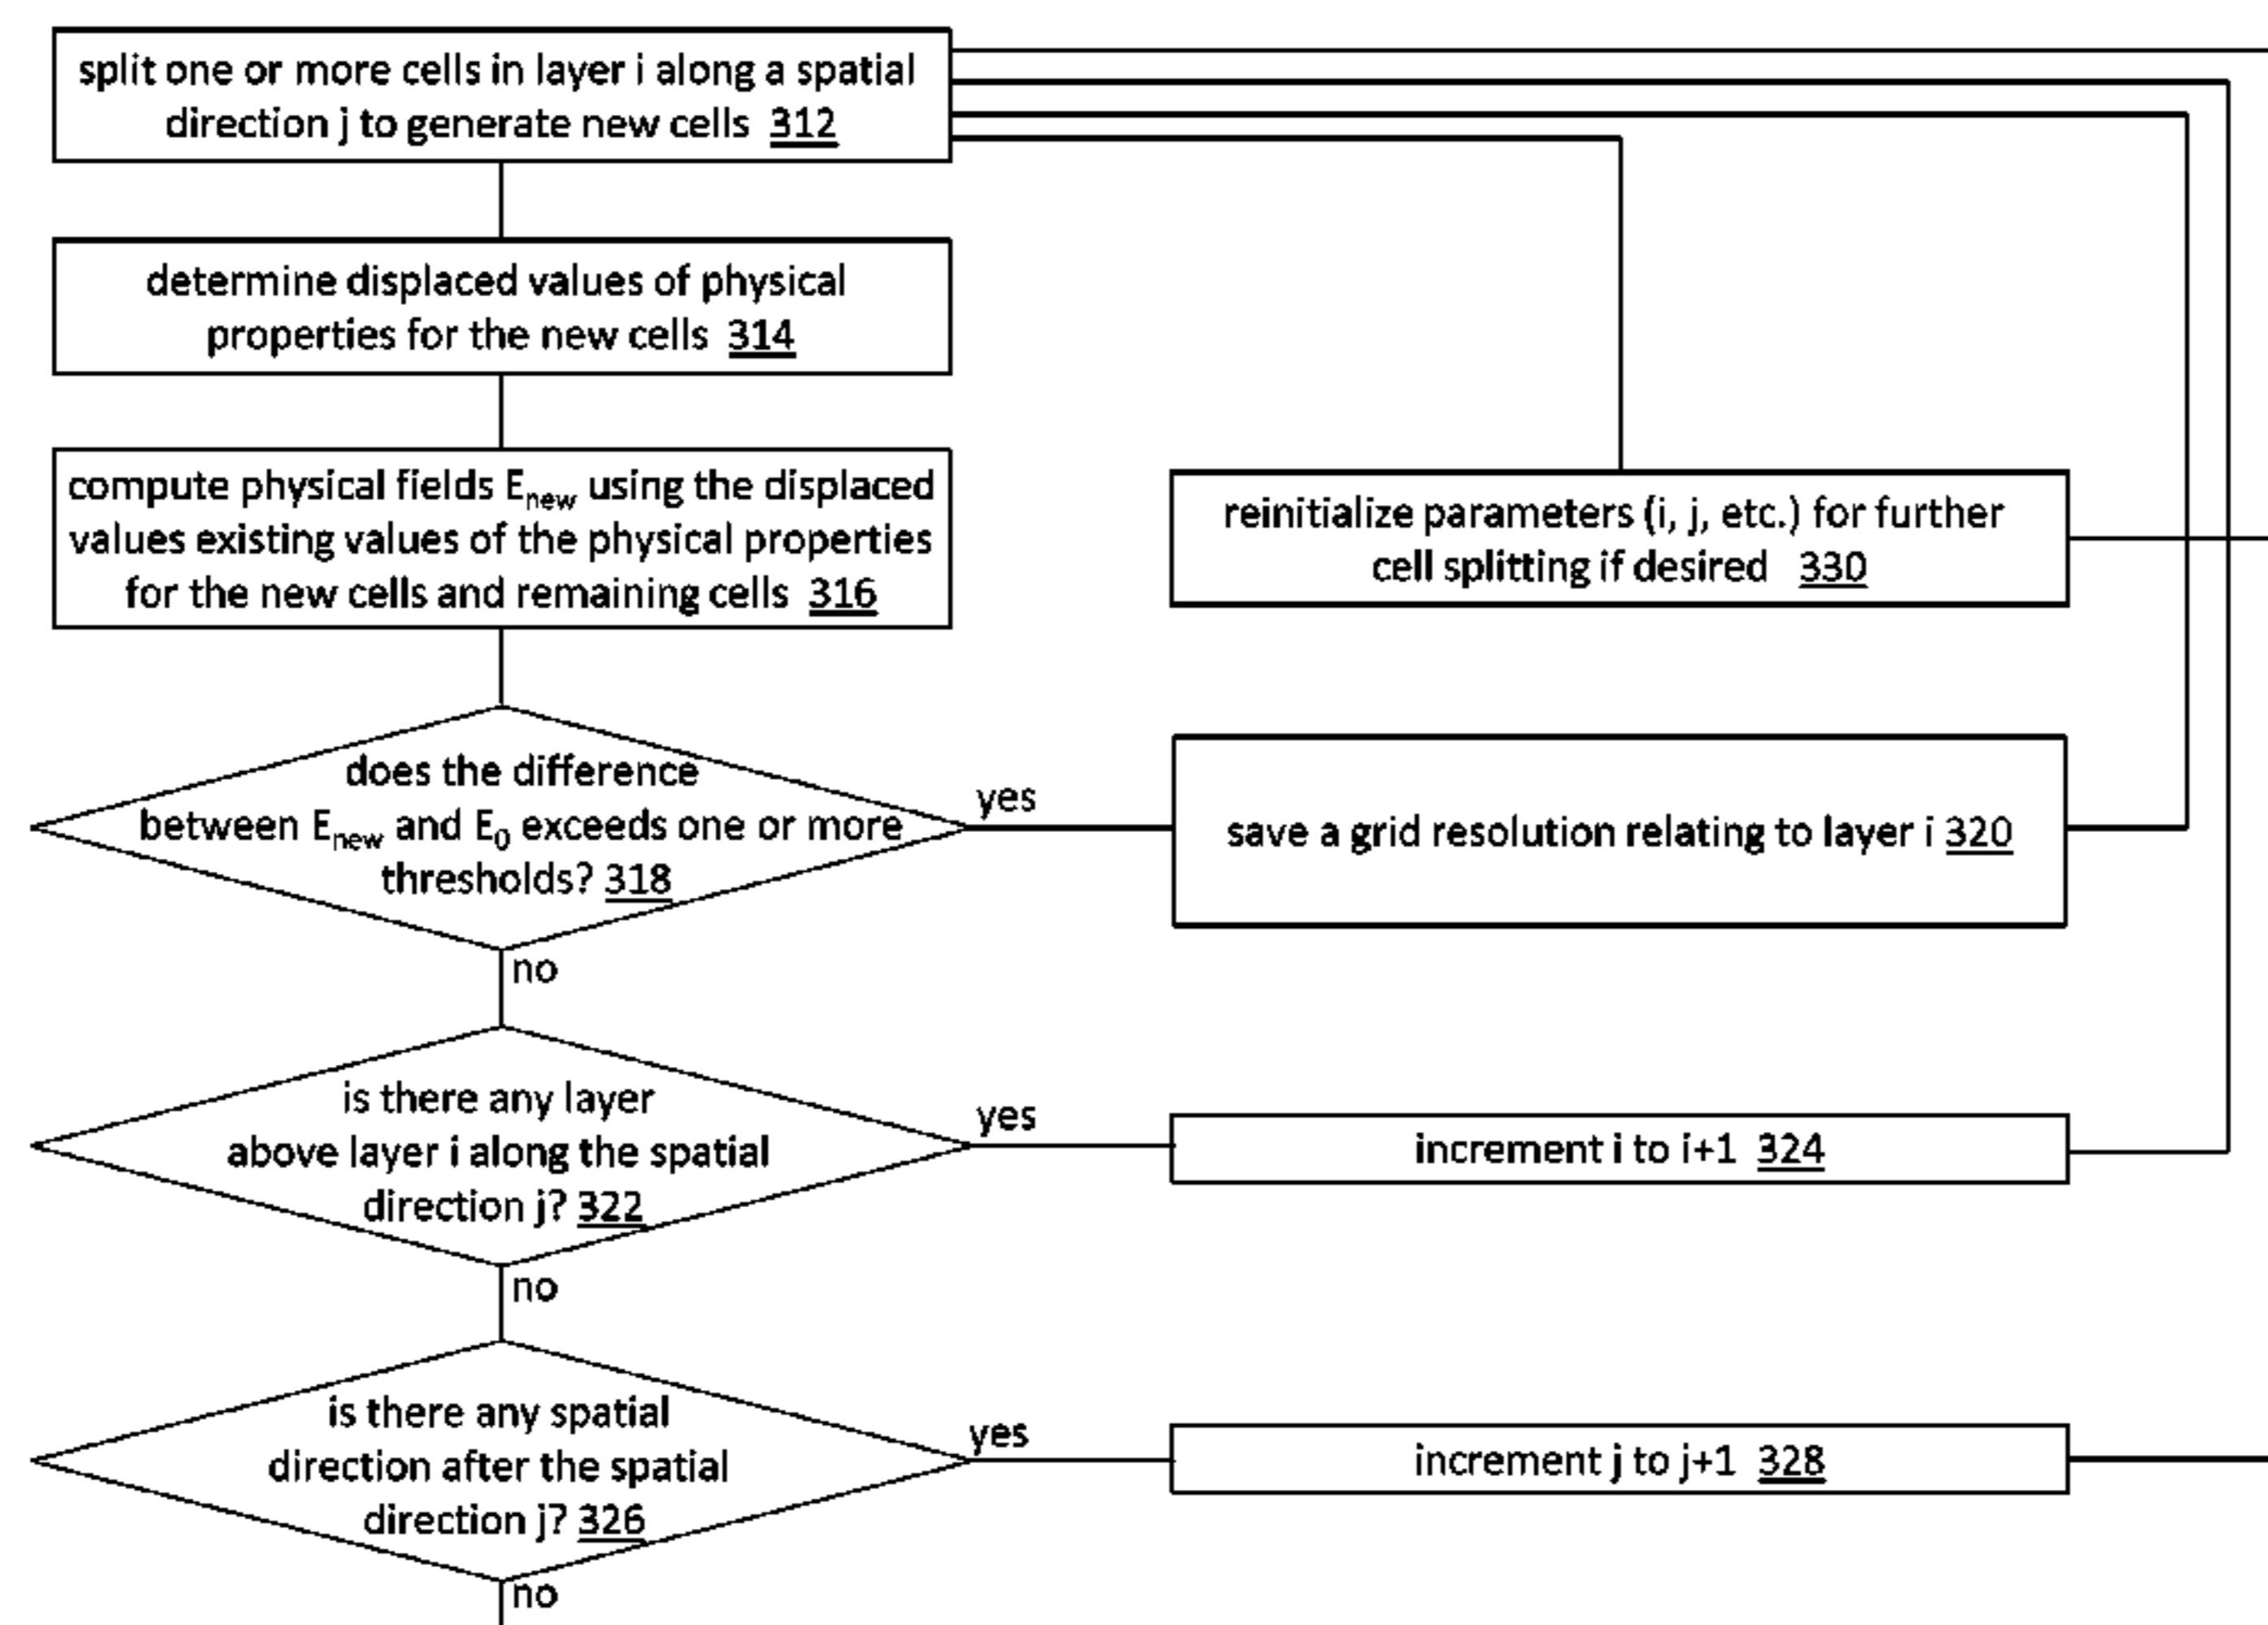 split one or more cells in layer i along a spatial
direction j to generate new cells 312
determine displaced values of physical
properties for the new cells 314
compute physical fields Enew using the displaced
values existing values of the physical properties
for the new cells and remaining cells 316
reinitialize parameters (i, j, etc.) for further
cell splitting if desired 330
does the difference
between Enew and E0 exceeds one or more
thresholds? 318
yes
save a grid resolution relating to layer i 320
no
is there any layer
above layer i along the spatial
direction j? 322
yes
increment i to i+1 324
no
is there any spatial
direction after the spatial
direction j? 326
yes
increment j to j+1 328
no